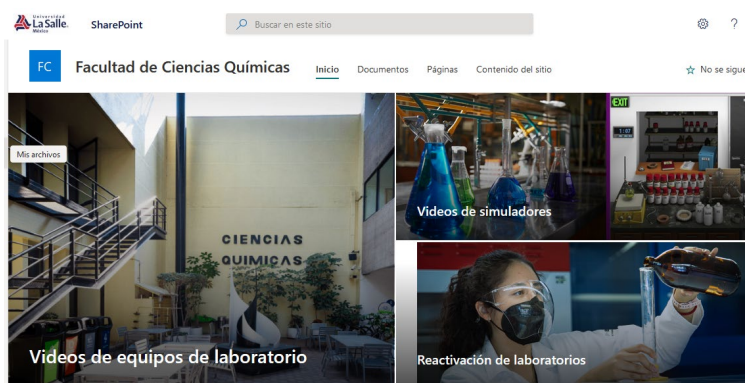 Universidad
La Salle.
México
SharePoint
Buscar en este sitio
?
FC
Facultad de Ciencias Químicas
Inicio
Documentos
Páginas
Contenido del sitio
No se sigue
Mis archivos
CIENCIAS
QUIMICAS
Videos de equipos de laboratorio
Videos de simuladores
EXIT
Reactivación de laboratorios